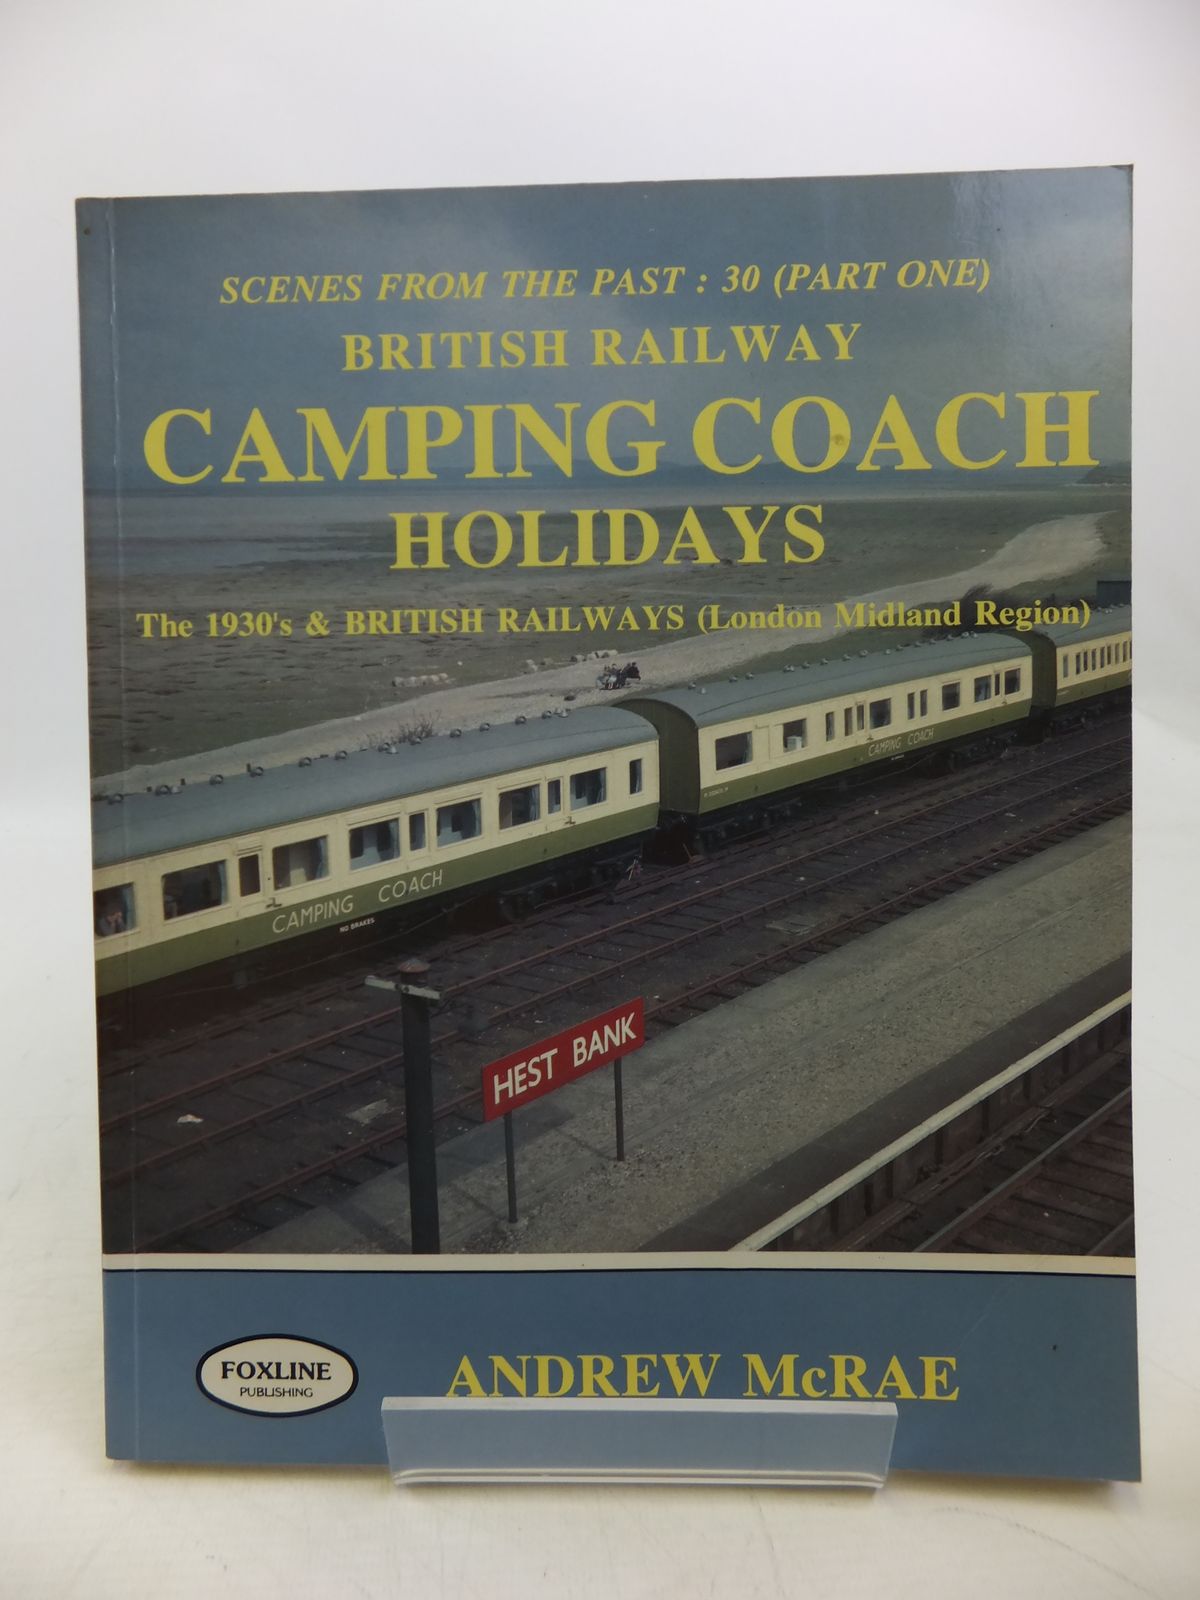 SCENES FROM THE PAST : 30 (PART ONE)
BRITISH RAILWAY
CAMPING COACH
HOLIDAYS
The 1930's & BRITISH RAILWAYS (London Midland Region)
CAMPING COACH
CAMPING COACH
NO BRAKES
HEST BANK
FOXLINE
PUBLISHING
ANDREW McRAE